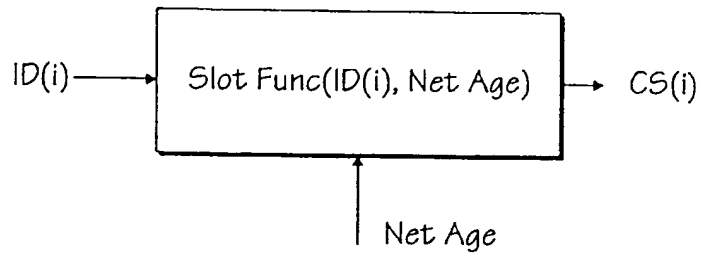 ID(i)
Slot Func(ID(i), Net Age)
CS(i)
Net Age